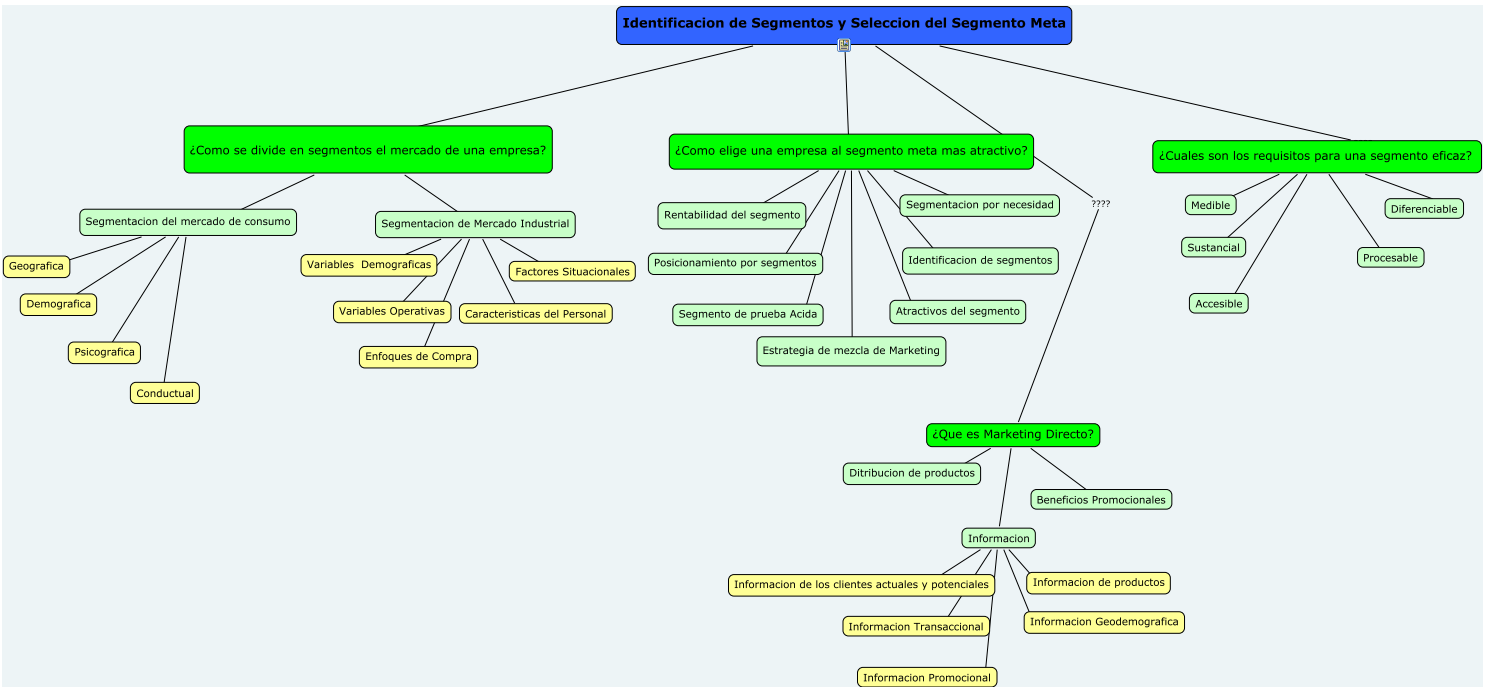 Identificacion de Segmentos y Seleccion del Segmento Meta
¿Como se divide en segmentos el mercado de una empresa?
Segmentacion del mercado de consumo
Geografica
Demografica
Psicografica
Conductual
Segmentacion de Mercado Industrial
Variables  Demograficas
Variables Operativas
Enfoques de Compra
Caracteristicas del Personal
Factores Situacionales
¿Como elige una empresa al segmento meta mas atractivo?
Rentabilidad del segmento
Posicionamiento por segmentos
Segmento de prueba Acida
Estrategia de mezcla de Marketing
Atractivos del segmento
Identificacion de segmentos
Segmentacion por necesidad
????
¿Que es Marketing Directo?
Ditribucion de productos
Informacion
Informacion de los clientes actuales y potenciales
Informacion Transaccional
Informacion Promocional
Informacion Geodemografica
Informacion de productos
Beneficios Promocionales
¿Cuales son los requisitos para una segmento eficaz?
Medible
Sustancial
Accesible
Procesable
Diferenciable